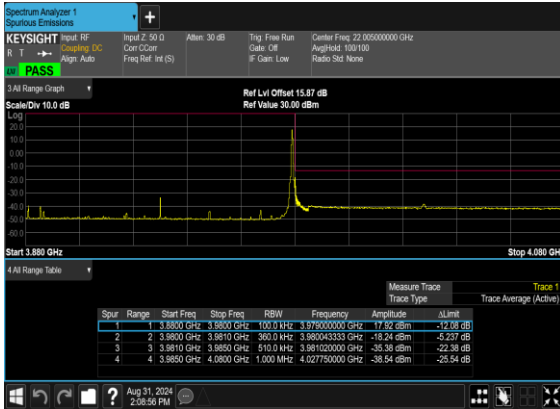 Spectrum Analyzer 1
Spurious Emissions
KEYSIGHT
R T
Input: RF
Coupling: DC
Align: Auto
Input Z: 50 Ω
Corr CCorr
Freq Ref: Int (S)
Atten: 30 dB
Trig: Free Run
Gate: Off
IF Gain: Low
Center Freq: 22.005000000 GHz
Avg|Hold: 100/100
Radio Std: None
PASS
3 All Range Graph
Scale/Div 10.0 dB
Ref Lvl Offset 15.87 dB
Ref Value 30.00 dBm
Log
20.0
10.0
0.00
-10.0
-20.0
-30.0
-40.0
-50.0
-60.0
Start 3.880 GHz
Stop 4.080 GH
4 All Range Table
Measure Trace Trace 1
Trace Type Trace Average (Active)
Spur Range Start Freq Stop Freq RBW Frequency Amplitude ΔLimit
1 1 3.8800 GHz 3.9800 GHz 100.0 kHz 3.979000000 GHz 17.92 dBm -12.08 dB
2 2 3.9800 GHz 3.9810 GHz 360.0 kHz 3.980043333 GHz -18.24 dBm -5.237 dB
3 3 3.9810 GHz 3.9850 GHz 510.0 kHz 3.981020000 GHz -35.38 dBm -22.38 dB
4 4 3.9850 GHz 4.0800 GHz 1.000 MHz 4.027750000 GHz -38.54 dBm -25.54 dB
Aug 31, 2024
2:08:56 PM